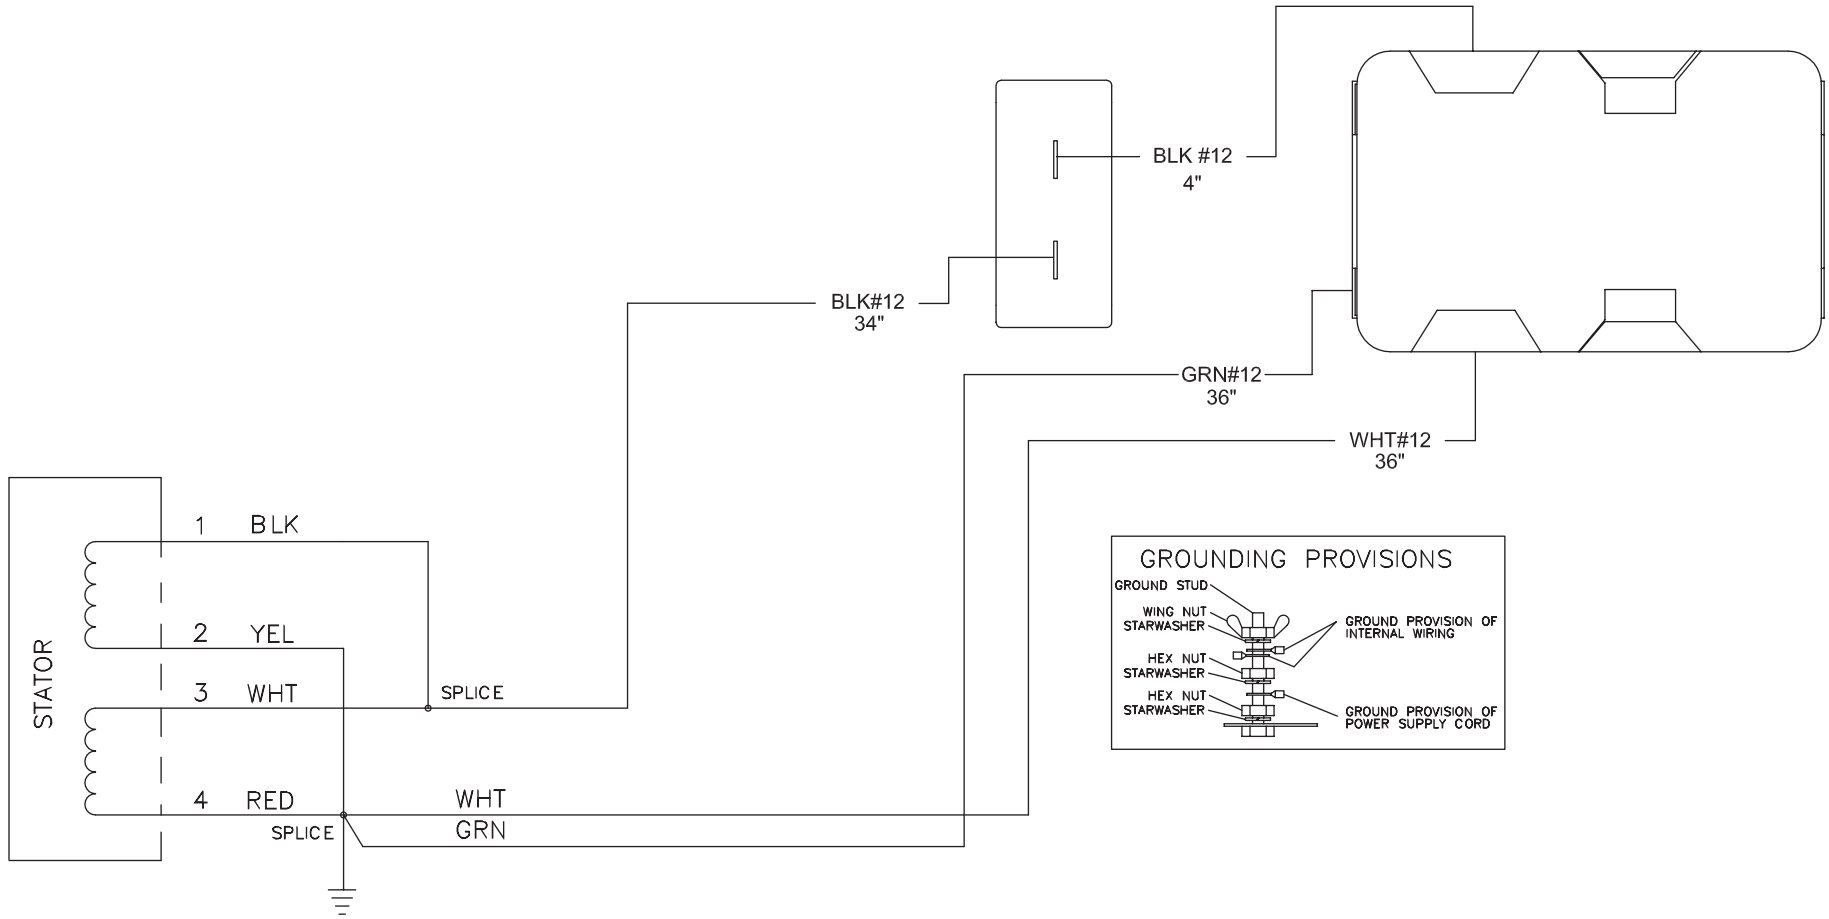 BLK #12
4"
BLK#12
34"
GRN#12
36"
WHT#12
36"
STATOR
1 BLK
2 YEL
3 WHT
SPLICE
4 RED
SPLICE
WHT
GRN
GROUNDING PROVISIONS
GROUND STUD
WING NUT
STARWASHER
HEX NUT
STARWASHER
HEX NUT
STARWASHER
GROUND PROVISION OF
INTERNAL WIRING
GROUND PROVISION OF
POWER SUPPLY CORD